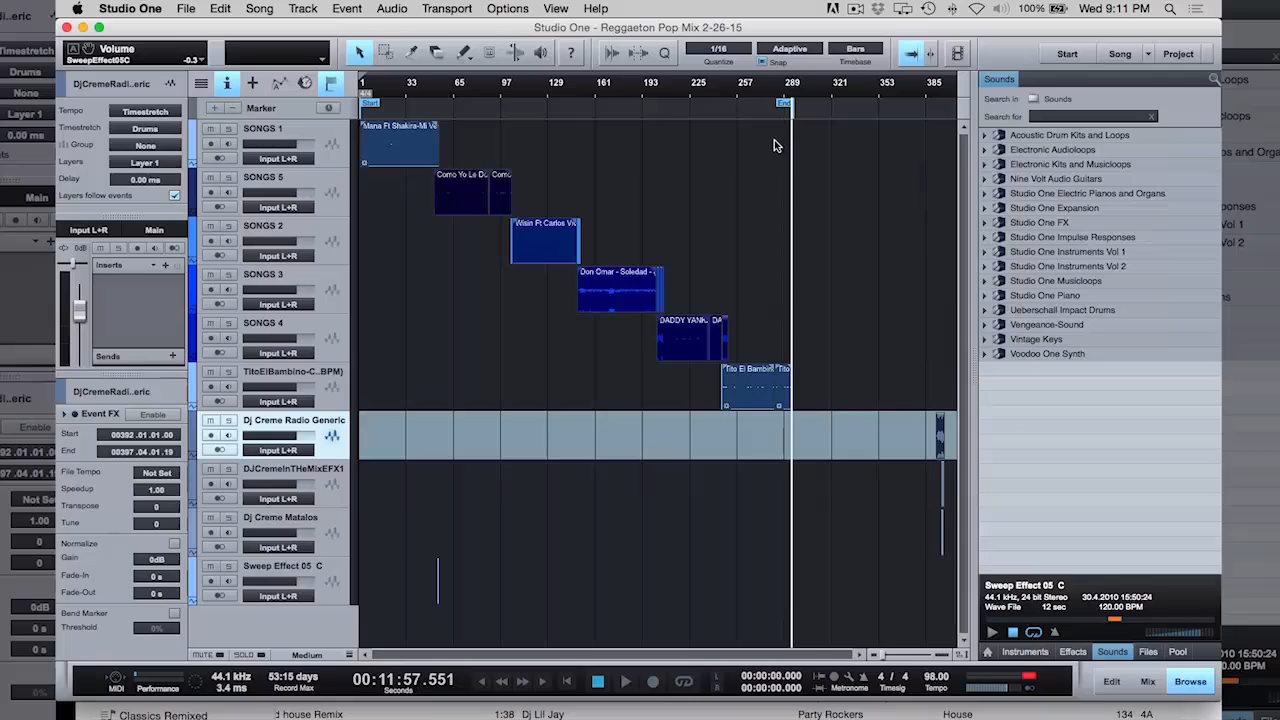 Studio One File Edit Song Track Event Audio Transport Options View Help 100% Wed 9:11 PM
Studio One - Reggaeton Pop Mix 2-26-15
Volume
SweepEffect05C -0.3
1/16 Quantize Adaptive Snap Bars Timebase
Start Song Project
DjCremeRadi..eric
1 33 65 97 129 161 193 225 257 289 321 353 385
4/4
Start End
Marker
Tempo Timestretch
Timestretch Drums
Group None
Layers Layer 1
Delay 0.00 ms
Layers follow events
Input L+R Main
0dB
Inserts
Sends
DjCremeRadi..eric
Event FX Enable
Start 00392.01.01.00
End 00397.04.01.19
File Tempo Not Set
Speedup 1.00
Transpose 0
Tune 0
Normalize
Gain 0dB
Fade-In 0 s
Fade-Out 0 s
Bend Marker
Threshold 0%
SONGS 1
Input L+R
Mana Ft Shakira-Mi Ve
SONGS 5
Input L+R
Como Yo Le Do
Como
SONGS 2
Input L+R
Wisin Ft Carlos Vi
SONGS 3
Input L+R
Don Omar - Soledad -
SONGS 4
Input L+R
DADDY YANK
DA
TitoElBambino-C..BPM)
Input L+R
Tito El Bambin
Tito
Dj Creme Radio Generic
Input L+R
DJCremeInTHeMixEFX1
Input L+R
Dj Creme Matalos
Input L+R
Sweep Effect 05 C
Input L+R
MUTE SOLO Medium
Sounds
Search in Sounds
Search for
Acoustic Drum Kits and Loops
Electronic Audioloops
Electronic Kits and Musicloops
Nine Volt Audio Guitars
Studio One Electric Pianos and Organs
Studio One Expansion
Studio One FX
Studio One Impulse Responses
Studio One Instruments Vol 1
Studio One Instruments Vol 2
Studio One Musicloops
Studio One Piano
Ueberschall Impact Drums
Vengeance-Sound
Vintage Keys
Voodoo One Synth
Sweep Effect 05 C
44.1 kHz, 24 bit Stereo 30.4.2010 15:50:24
Wave File 12 sec 120.00 BPM
Instruments Effects Sounds Files Pool
MIDI Performance
44.1 kHz
3.4 ms
53:15 days
Record Max
00:11:57.551
Seconds
L 00:00:00.000
R 00:00:00.000
Metronome
4 / 4
Timesig
98.00
Tempo
Edit Mix Browse
Classics Remixed d house Remix 1:38 Dj Lil Jay Party Rockers House 134 4A